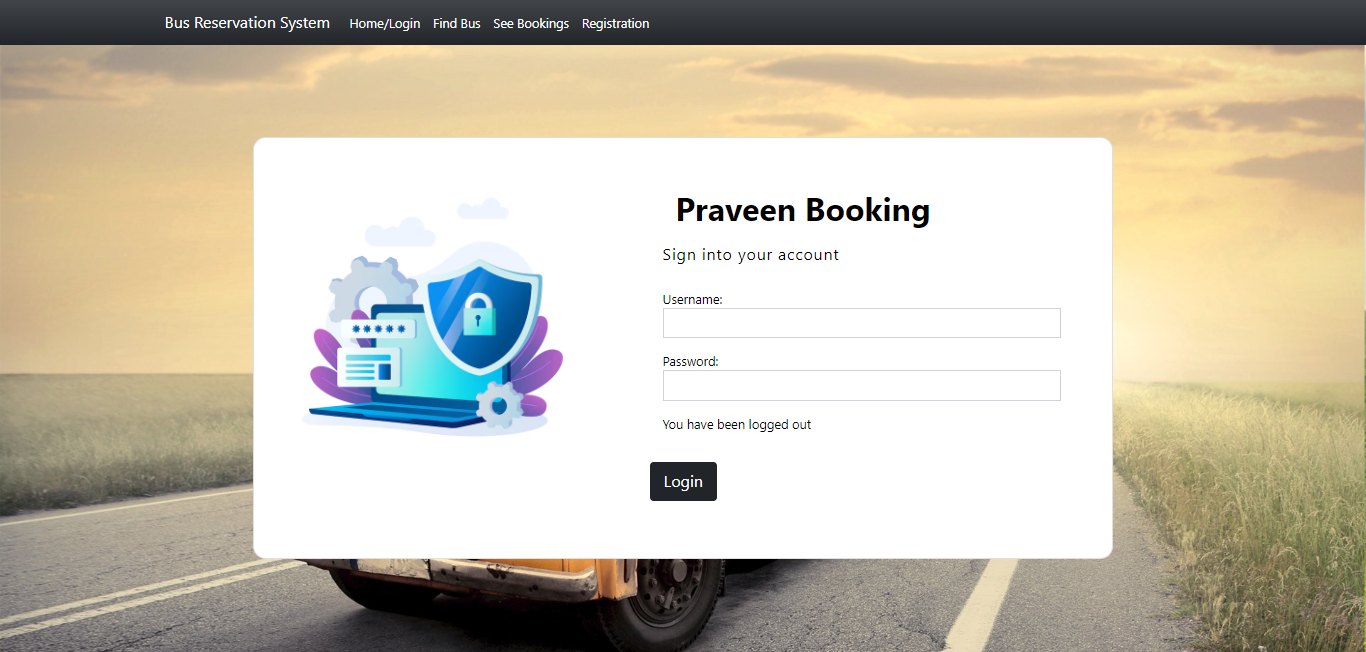 Bus Reservation System Home/Login Find Bus See Bookings Registration
Praveen Booking
Sign into your account
Username:
Password:
You have been logged out
Login